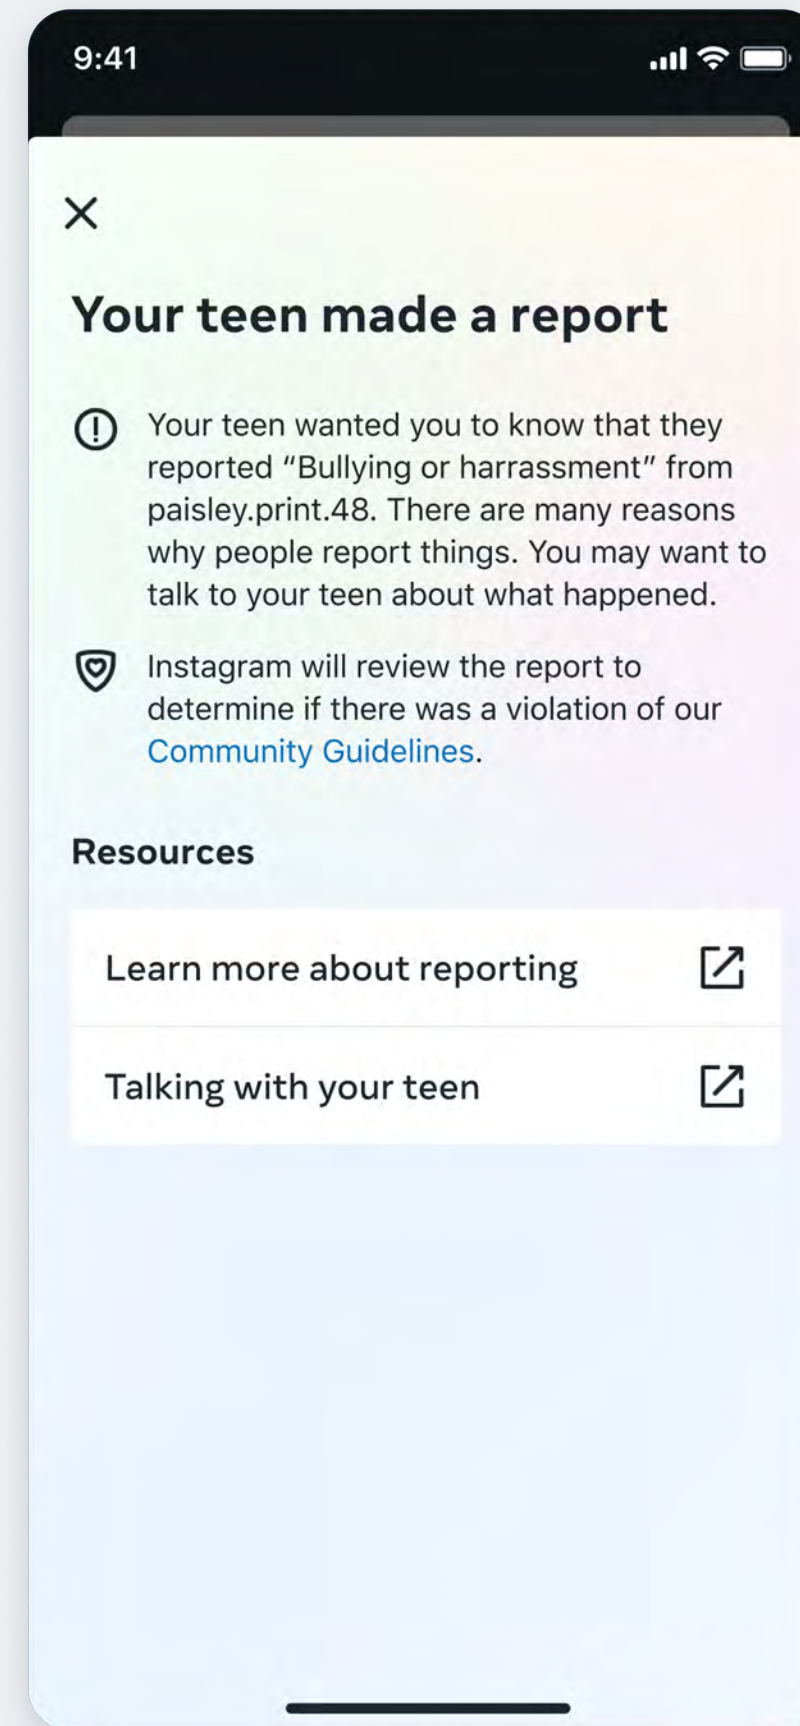 9:41
Your teen made a report
Your teen wanted you to know that they
reported “Bullying or harrassment” from
paisley.print.48. There are many reasons
why people report things. You may want to
talk to your teen about what happened.
Instagram will review the report to
determine if there was a violation of our
Community Guidelines.
Resources
Learn more about reporting
Talking with your teen